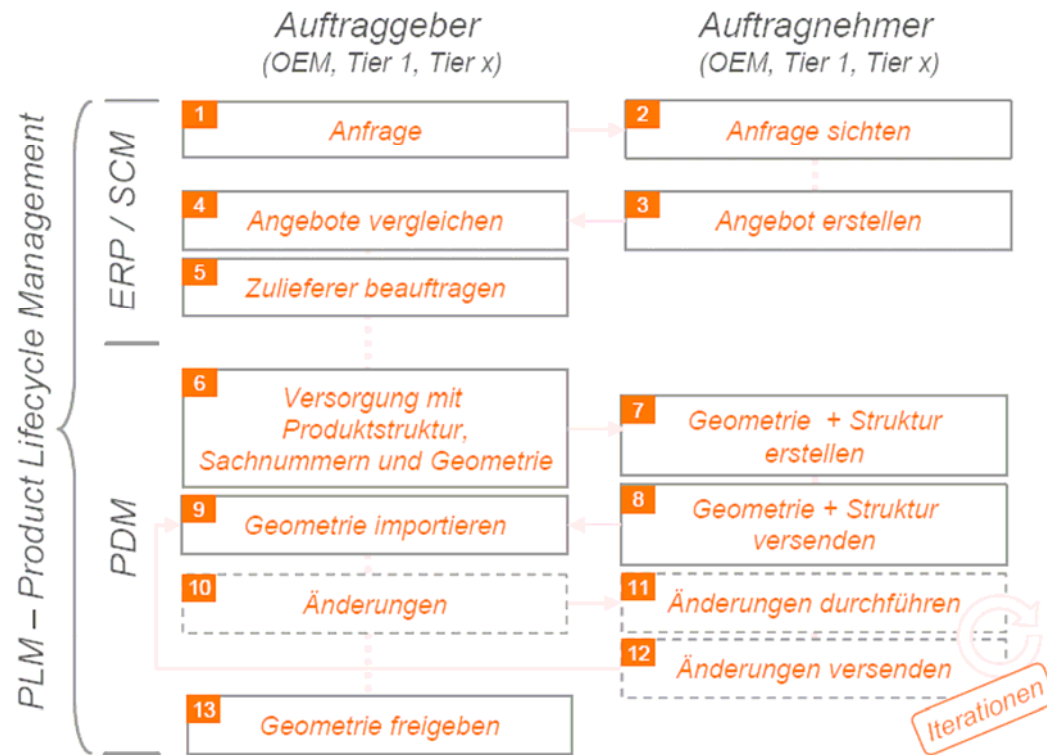 Auftraggeber
(OEM, Tier 1, Tier x)
Auftragnehmer
(OEM, Tier 1, Tier x)
PLM – Product Lifecycle Management
ERP / SCM
1
Anfrage
2
Anfrage sichten
4
Angebote vergleichen
3
Angebot erstellen
5
Zulieferer beauftragen
PDM
6
Versorgung mit
Produktstruktur,
Sachnummern und Geometrie
7
Geometrie + Struktur
erstellen
9
Geometrie importieren
8
Geometrie + Struktur
versenden
10
Änderungen
11
Änderungen durchführen
12
Änderungen versenden
Iterationen
13
Geometrie freigeben